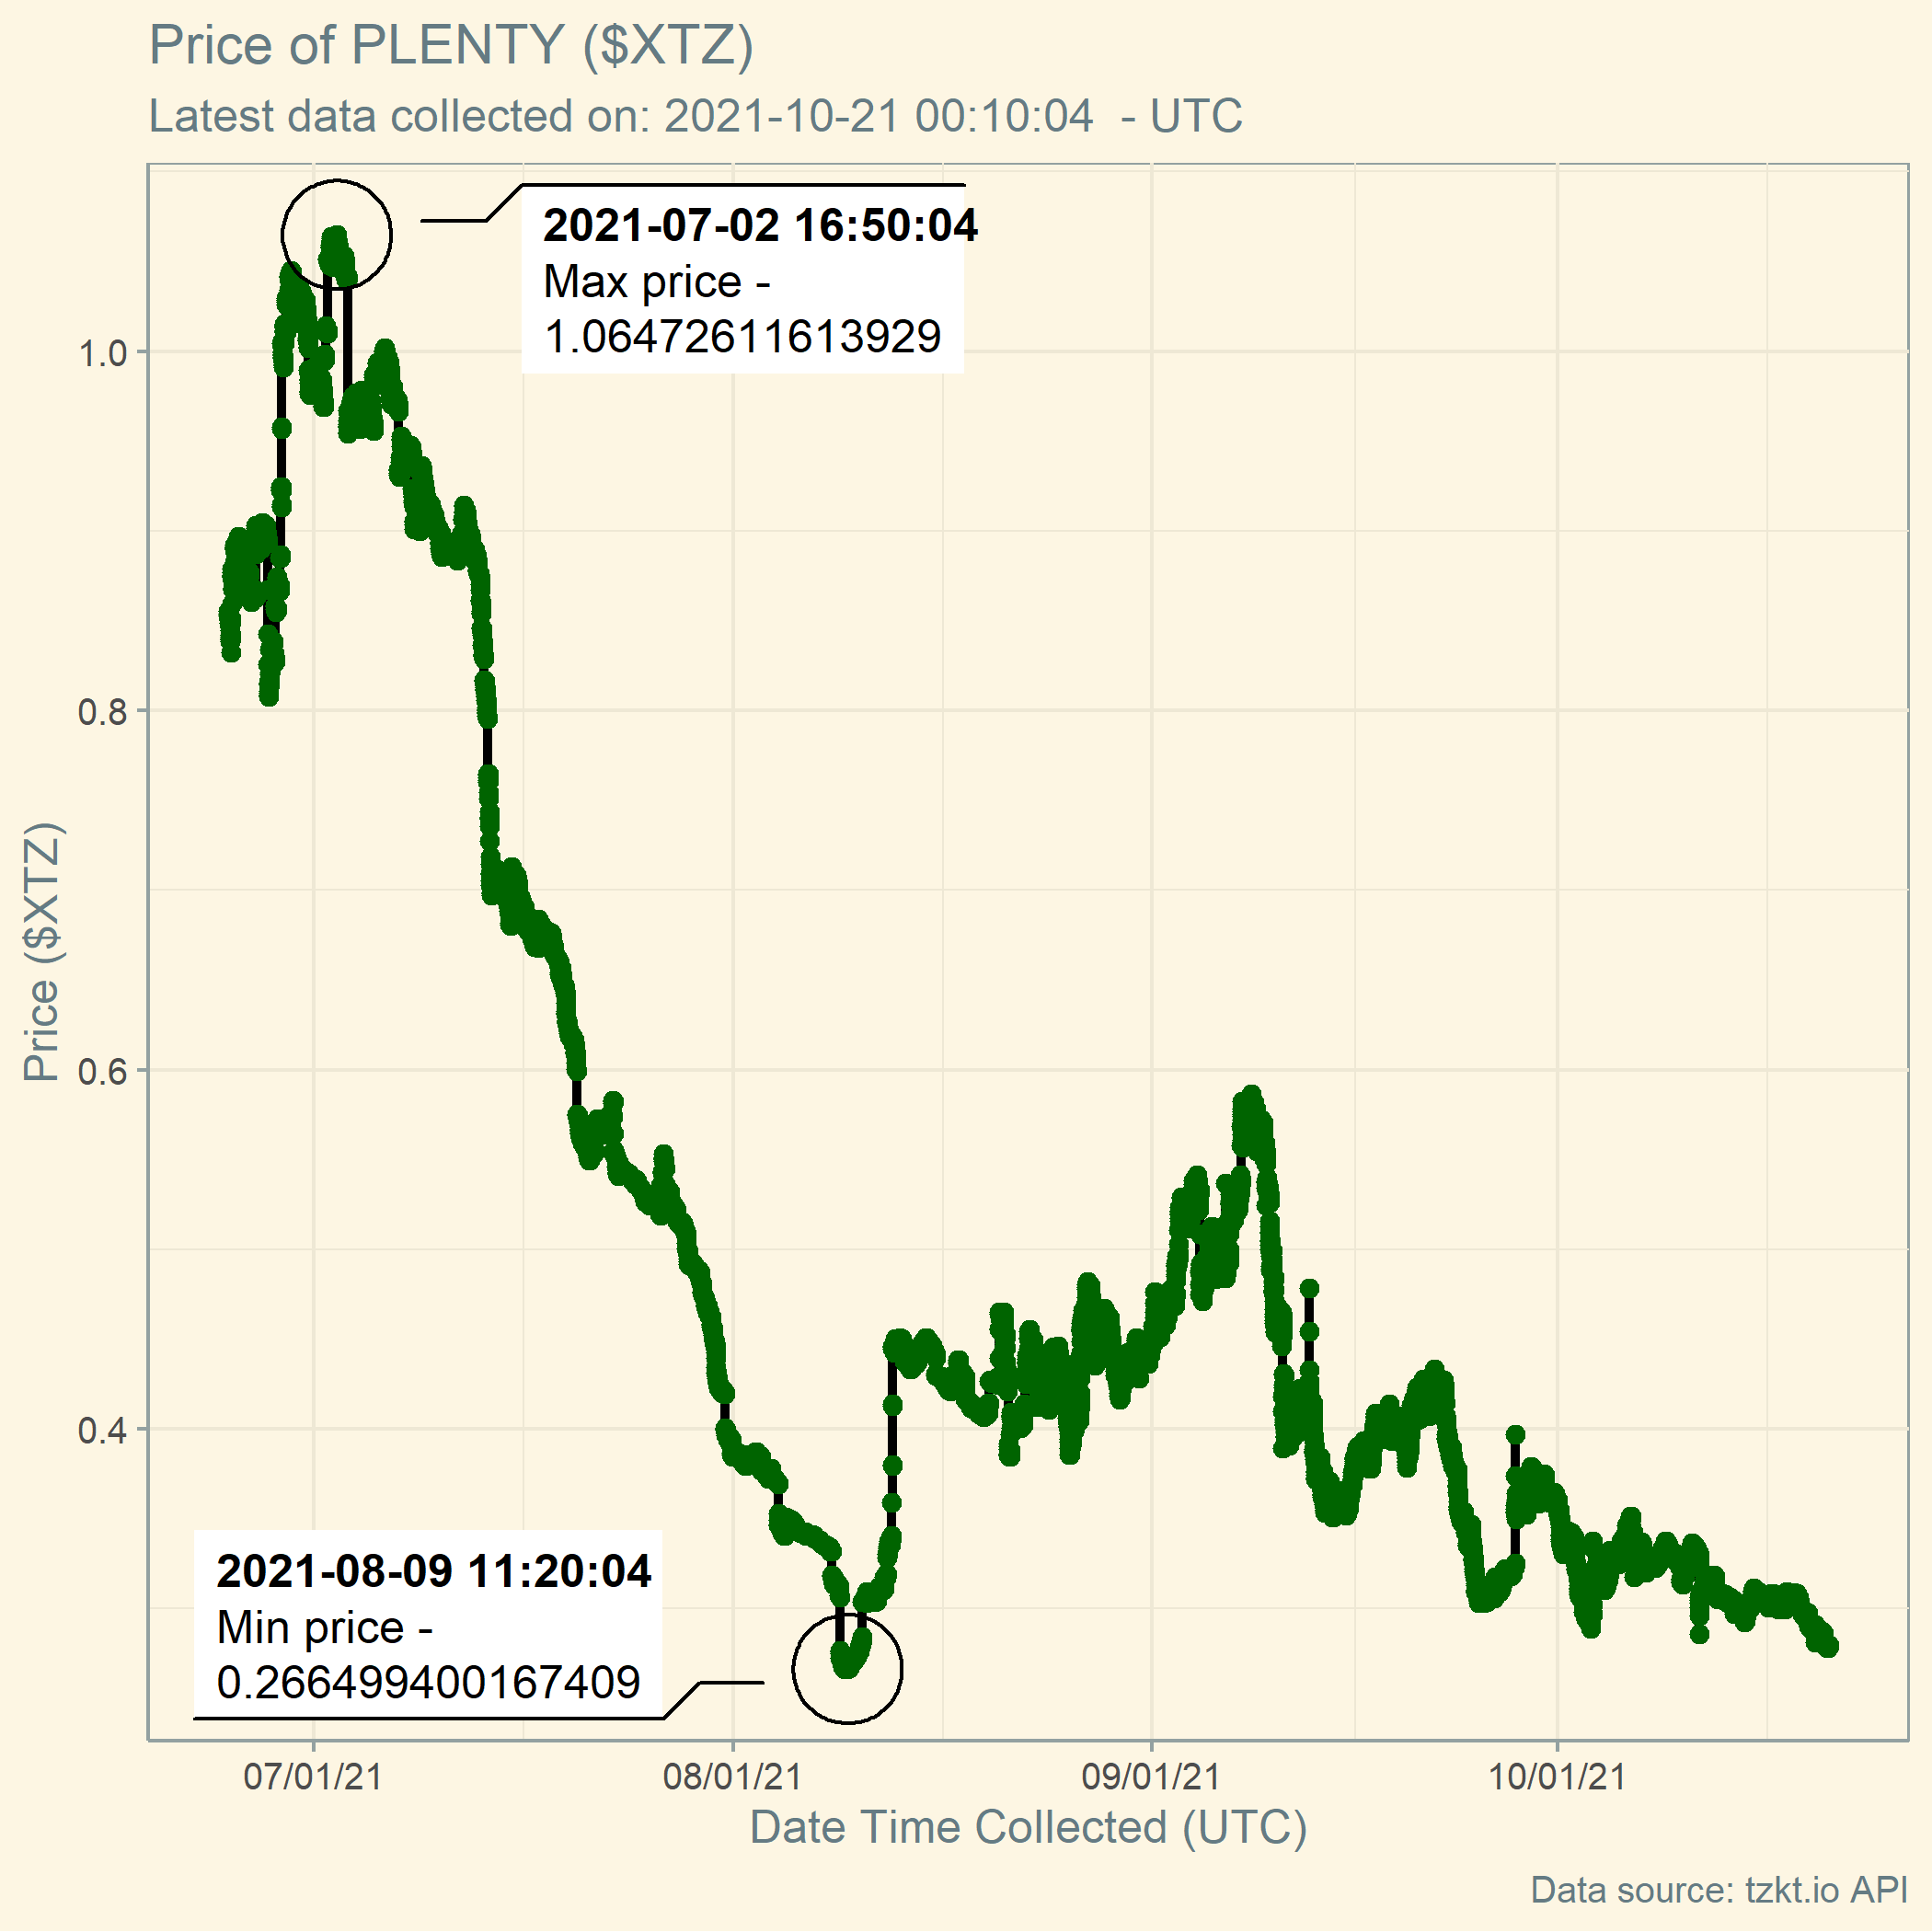 Price of PLENTY ($XTZ)
Latest data collected on: 2021-10-21 00:10:04  - UTC
2021-07-02 16:50:04
Max price -
1.06472611613929
1.0
0.8
0.6
0.4
Price ($XTZ)
2021-08-09 11:20:04
Min price -
0.266499400167409
07/01/21
08/01/21
09/01/21
10/01/21
Date Time Collected (UTC)
Data source: tzkt.io API